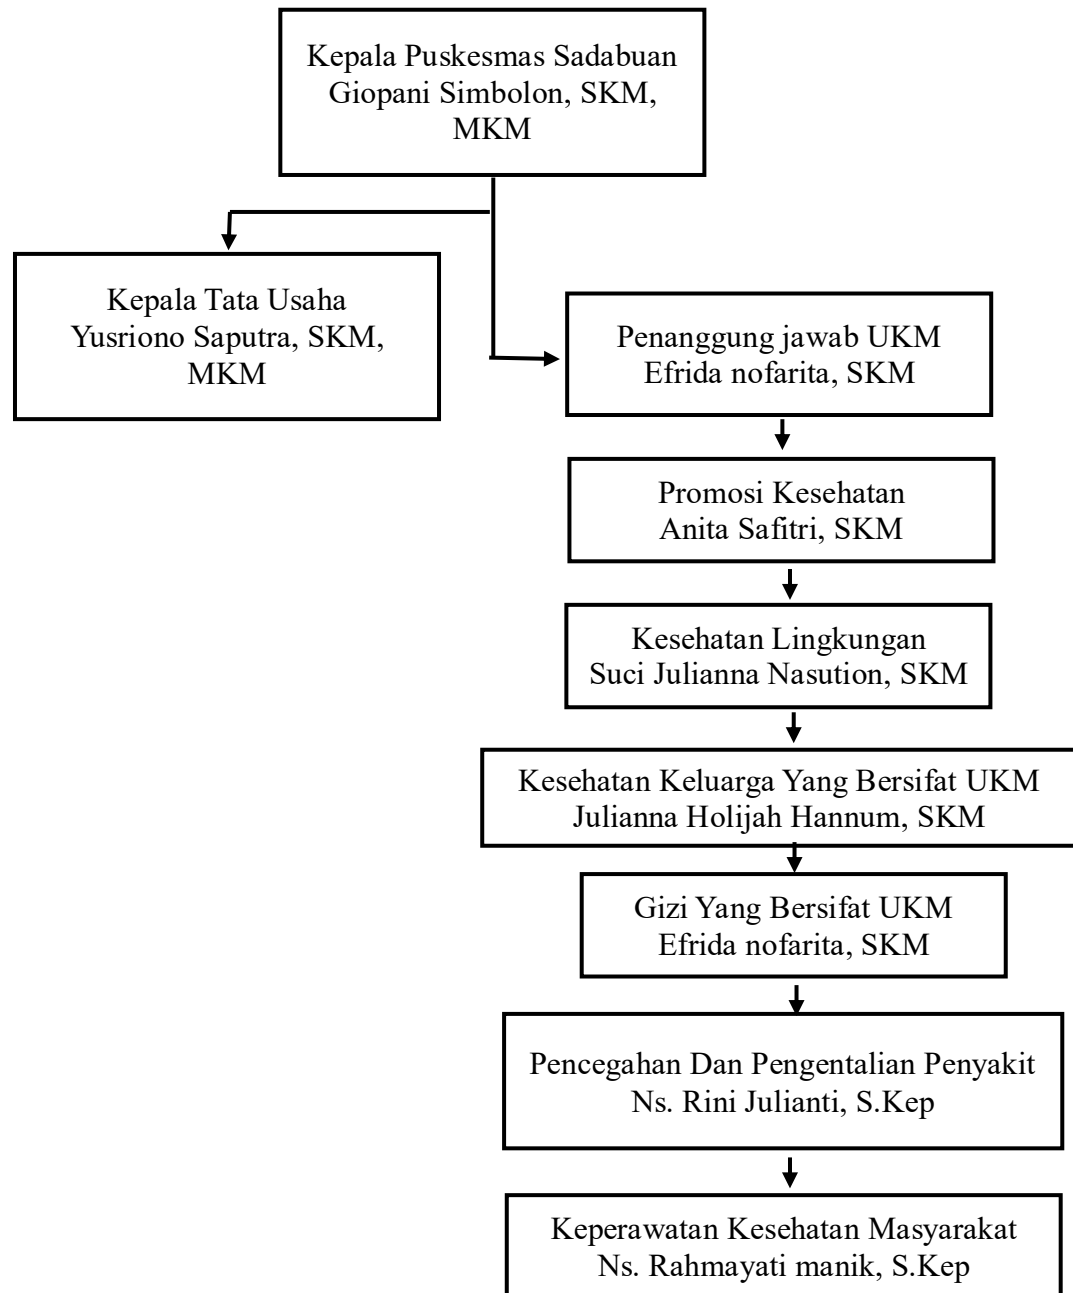 Kepala Puskesmas Sadabuan
Giopani Simbolon, SKM,
MKM
Kepala Tata Usaha
Yusriono Saputra, SKM,
MKM
Penanggung jawab UKM
Efrida nofarita, SKM
Promosi Kesehatan
Anita Safitri, SKM
Kesehatan Lingkungan
Suci Julianna Nasution, SKM
Kesehatan Keluarga Yang Bersifat UKM
Julianna Holijah Hannum, SKM
Gizi Yang Bersifat UKM
Efrida nofarita, SKM
Pencegahan Dan Pengentalian Penyakit
Ns. Rini Julianti, S.Kep
Keperawatan Kesehatan Masyarakat
Ns. Rahmayati manik, S.Kep